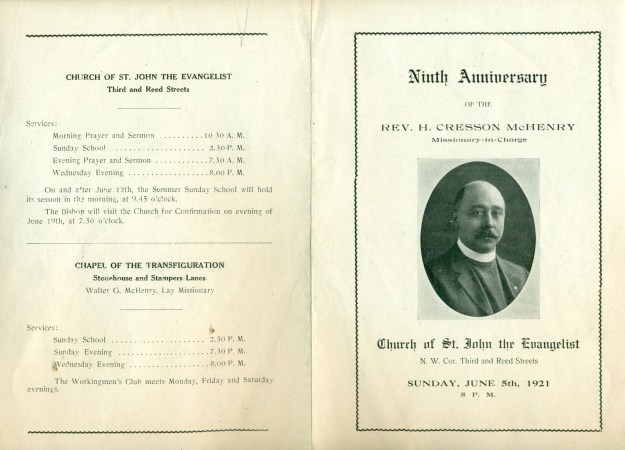 CHURCH OF ST. JOHN THE EVANGELIST
Third and Reed Streets
Services:
Morning Prayer and Sermon ..........10.30 A. M.
Sunday School ...................... 2.30 P. M.
Evening Prayer and Sermon ........... 7.30 A. M.
Wednesday Evening ................... 8.00 P. M.
On and after June 12th, the Sommer Sunday School will hold
its session in the morning, at 9.45 o'clock.
The Bishop will visit the Church for Confirmation on evening of
June 19th, at 7.30 o'clock.
CHAPEL OF THE TRANSFIGURATION
Stonehouse and Stampers Lanes
Walter G. McHenry, Lay Missionary
Services:
Sunday School ...................... 2.30 P. M.
Sunday Evening ..................... 7.30 P. M.
Wednesday Evening .................. 8.00 P. M.
The Workingmen's Club meets Monday, Friday and Saturday
evenings.
Ninth Anniversary
OF THE
REV. H. CRESSON McHENRY
Missionary-in-Charge
Church of St. John the Evangelist
N. W. Cor. Third and Reed Streets
SUNDAY, JUNE 5th, 1921
8 P. M.